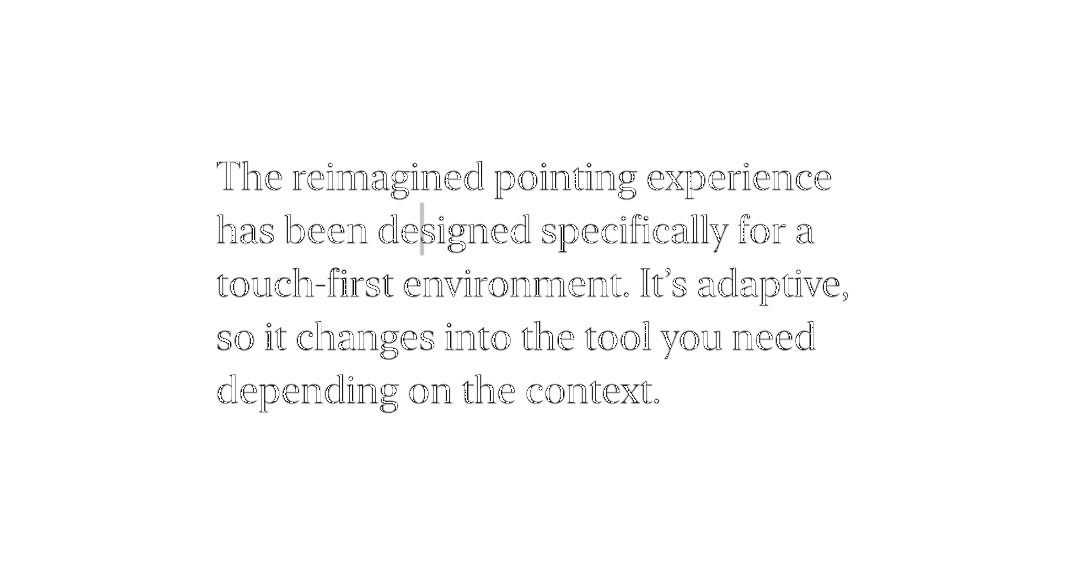 The reimagined pointing experience
has been designed specifically for a
touch-first environment. It’s adaptive,
so it changes into the tool you need
depending on the context.